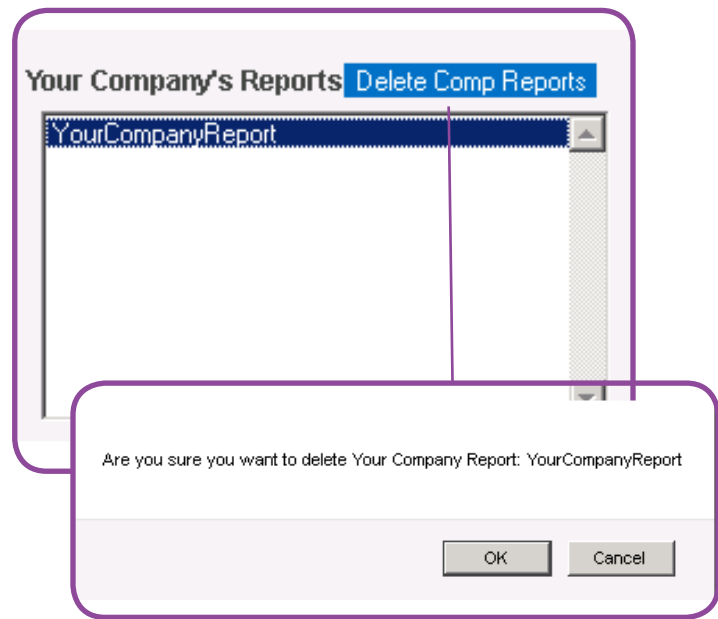 Your Company's Reports Delete Comp Reports
YourCompanyReport
Are you sure you want to delete Your Company Report: YourCompanyReport
OK Cancel